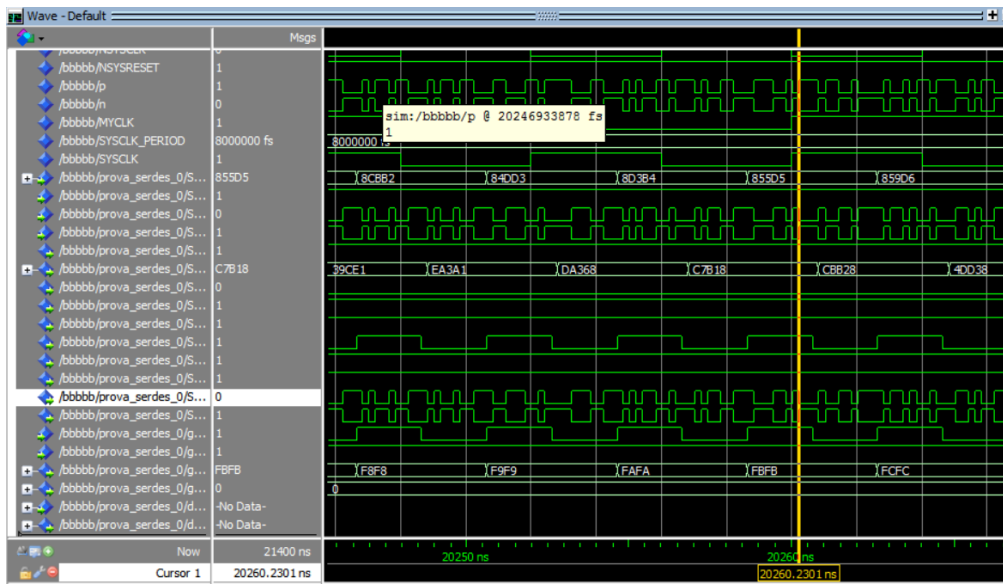 Wave - Default
Msgs
/bbbbb/NSYSRESET 1
/bbbbb/p 1
/bbbbb/n 0
/bbbbb/MYCLK 1
/bbbbb/SYSCLK_PERIOD 8000000 fs 8000000
/bbbbb/SYSCLK 1
/prova_serdes_0/S... 855D5 8CBB2 84DD3 8D3B4 855D5 859D6
/bbbbb/prova_serdes_0/S... 1
/bbbbb/prova_serdes_0/S... 0
/bbbbb/prova_serdes_0/S... 1
/bbbbb/prova_serdes_0/S... 1
/bbbbb/prova_serdes_0/S... C7B18 39CE1 EA3A1 DA368 C7B18 CBB28 4DD38
/bbbbb/prova_serdes_0/S... 0
/bbbbb/prova_serdes_0/S... 1
/bbbbb/prova_serdes_0/S... 1
/bbbbb/prova_serdes_0/S... 1
/bbbbb/prova_serdes_0/S... 1
/bbbbb/prova_serdes_0/S... 1
/bbbbb/prova_serdes_0/S... 0
/bbbbb/prova_serdes_0/S... 1
/bbbbb/prova_serdes_0/g... 1
/bbbbb/prova_serdes_0/g... 1
/bbbbb/prova_serdes_0/g... FBFB F8F8 F9F9 FAFA FBFB FCFC
/bbbbb/prova_serdes_0/g... 0 0
/bbbbb/prova_serdes_0/d... -No Data-
/bbbbb/prova_serdes_0/d... -No Data-
sim:/bbbbb/p @ 20246933878 fs
1
Now 21400 ns 20250 ns 20260 ns
Cursor 1 20260.2301 ns 20260.2301 ns